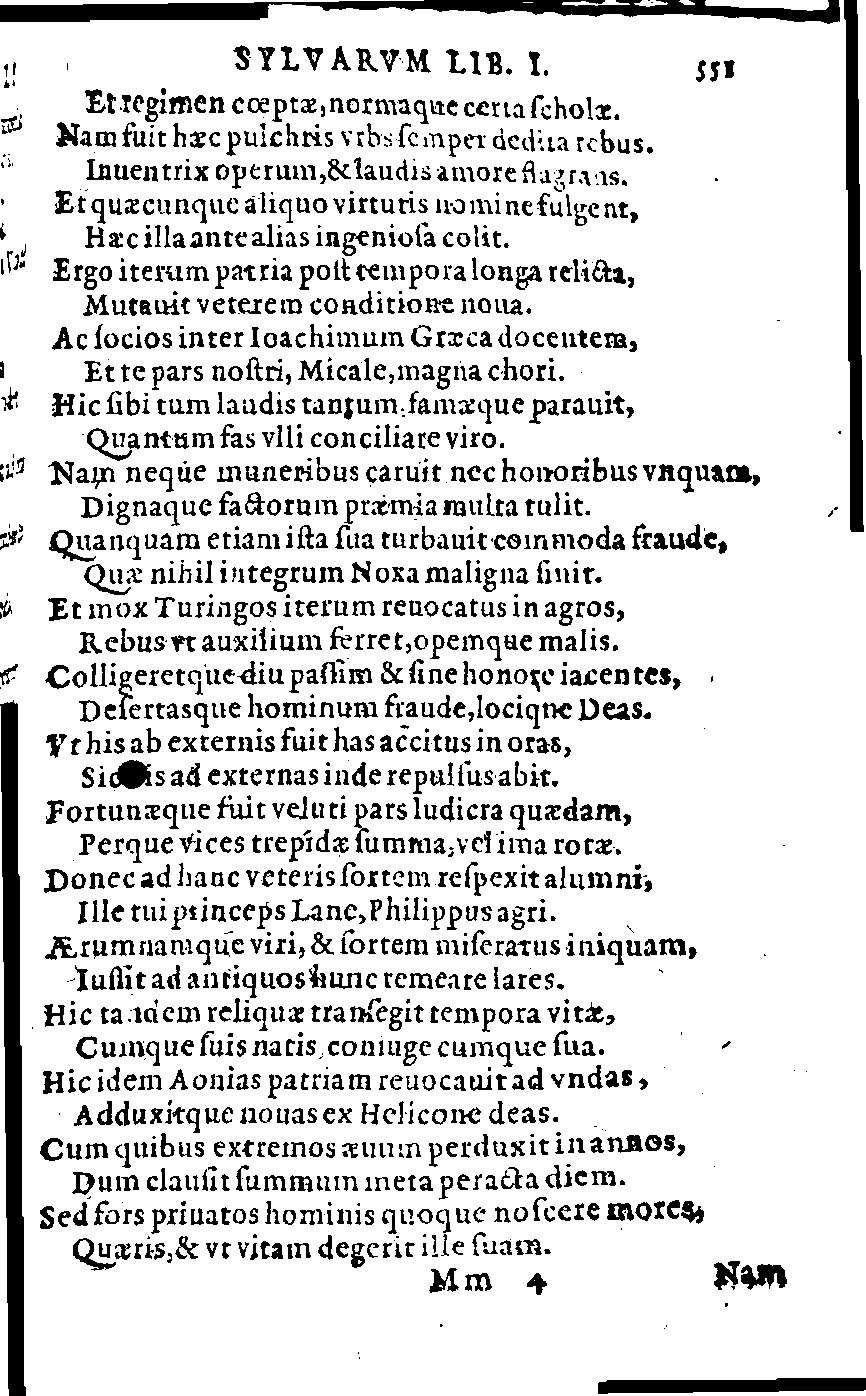 SYLVARVM LIB. I. 551
Et regimen cœptæ, normaque certa ſcholæ.
Nam fuit hæc pulchris vrbs ſemper dedita rebus.
Inuentrix operum, & laudis amore flagrans.
Et quæcunque aliquo virtutis nomine fulgent,
Hæc illa ante alias ingenioſa colit.
Ergo iterum patria poſt tempora longa relicta,
Mutauit veterem conditione noua.
Ac ſocios inter Ioachimum Græca docentem,
Et te pars noſtri, Micale, magna chori.
Hic ſibi tum laudis tantum famæque parauit,
Quantum fas vlli conciliare viro.
Nam neque muneribus caruit nec honoribus vnquam,
Dignaque factorum præmia multa tulit.
Quanquam etiam iſta ſua turbauit commoda fraude,
Quæ nihil integrum Noxa maligna ſinit.
Et mox Turingos iterum reuocatus in agros,
Rebus vt auxilium ferret, opemque malis.
Colligeretque diu paſſim & ſine honore iacentes,
Deſertasque hominum fraude, lociqne Deas.
Vt his ab externis fuit has accitus in oras,
ad externas inde repulſus abit.
Fortunæque fuit veluti pars ludicra quædam,
Perque vices trepidæ ſumma, vel ima rotæ.
Donec ad hanc veteris ſortem reſpexit alumni,
Ille tui princeps Lane, Philippus agri.
Ærumnamque viri, & ſortem miſeratus iniquam,
Iuſſit ad antiquos hunc remeare lares.
Hic tandem reliquæ tranſegit tempora vitæ,
Cumque ſuis natis, coniuge cumque ſua.
Hic idem Aonias patriam reuocauit ad vndas,
Adduxitque nouas ex Helicone deas.
Cum quibus extremos æuum perduxit in annos,
Dum clauſit ſummum meta peracta diem.
Sed fors priuatos hominis quoque noſcere mores,
Quæris, & vt vitam degerit ille ſuam.
Mm 4 Nam